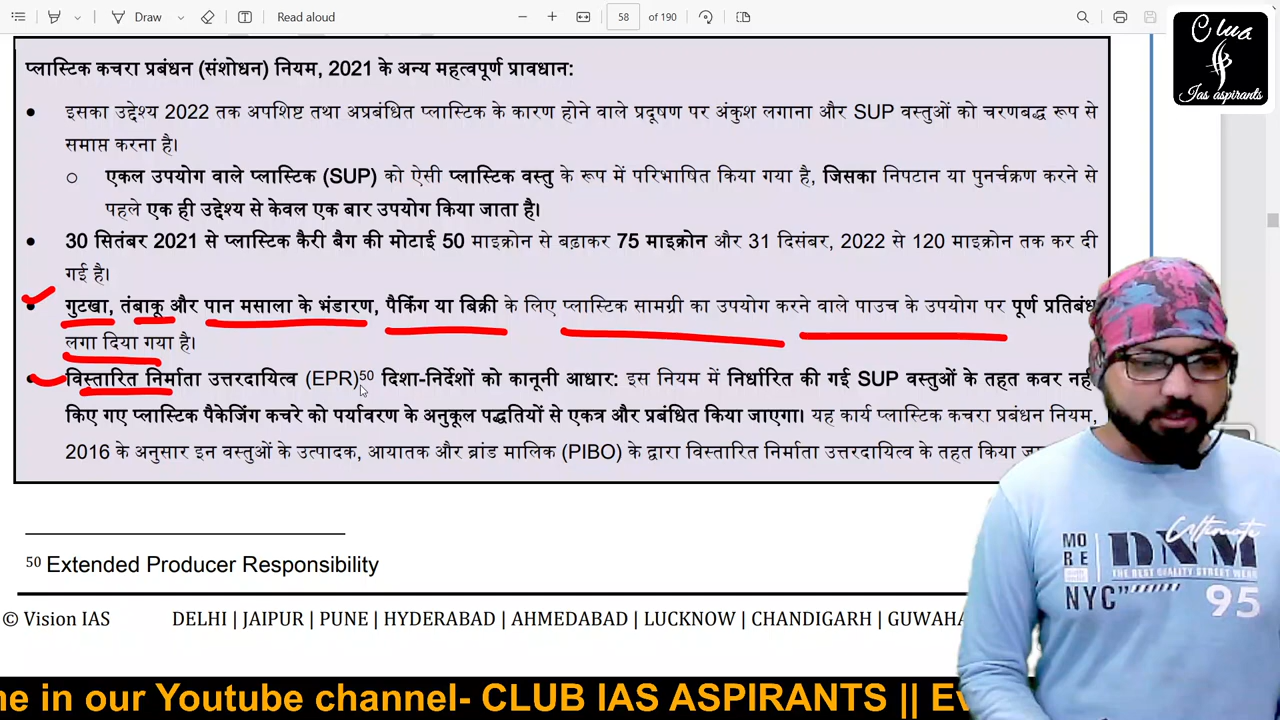 Draw
Read aloud
58
of 190
Clua
Ias aspirants
प्लास्टिक कचरा प्रबंधन (संशोधन) नियम, 2021 के अन्य महत्वपूर्ण प्रावधान:
• इसका उद्देश्य 2022 तक अपशिष्ट तथा अप्रबंधित प्लास्टिक के कारण होने वाले प्रदूषण पर अंकुश लगाना और SUP वस्तुओं को चरणबद्ध रूप से
समाप्त करना है।
o एकल उपयोग वाले प्लास्टिक (SUP) को ऐसी प्लास्टिक वस्तु के रूप में परिभाषित किया गया है, जिसका निपटान या पुनर्चक्रण करने से
पहले एक ही उद्देश्य से केवल एक बार उपयोग किया जाता है।
• 30 सितंबर 2021 से प्लास्टिक कैरी बैग की मोटाई 50 माइक्रोन से बढ़ाकर 75 माइक्रोन और 31 दिसंबर, 2022 से 120 माइक्रोन तक कर दी
गई है।
• गुटखा, तंबाकू और पान मसाला के भंडारण, पैकिंग या बिक्री के लिए प्लास्टिक सामग्री का उपयोग करने वाले पाउच के उपयोग पर पूर्ण प्रतिबंध
लगा दिया गया है।
• विस्तारित निर्माता उत्तरदायित्व (EPR)50 दिशा-निर्देशों को कानूनी आधार: इस नियम में निर्धारित की गई SUP वस्तुओं के तहत कवर
किए गए प्लास्टिक पैकेजिंग कचरे को पर्यावरण के अनुकूल पद्धतियों से एकत्र और प्रबंधित किया जाएगा। यह कार्य प्लास्टिक कचरा प्रबंधन नियम,
2016 के अनुसार इन वस्तुओं के उत्पादक, आयातक और ब्रांड मालिक (PIBO) के द्वारा विस्तारित निर्माता उत्तरदायित्व के तहत किया
50 Extended Producer Responsibility
© Vision IAS
DELHI | JAIPUR | PUNE | HYDERABAD | AHMEDABAD | LUCKNOW | CHANDIGARH |
MORE
NYC"
Ultimate
DNM
THE BEST QUALITY STREET
95
in our Youtube channel- CLUB IAS ASPIRANTS ||